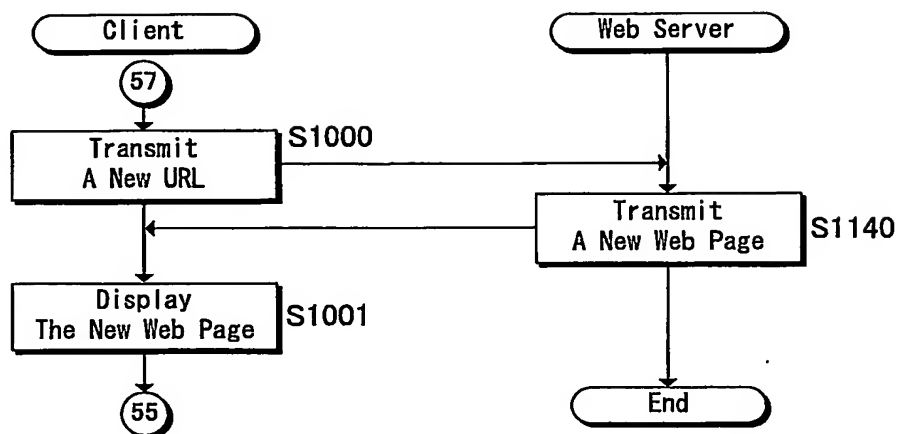 Client
Web Server
57
Transmit
A New URL
S1000
Transmit
A New Web Page
S1140
Display
The New Web Page
S1001
55
End